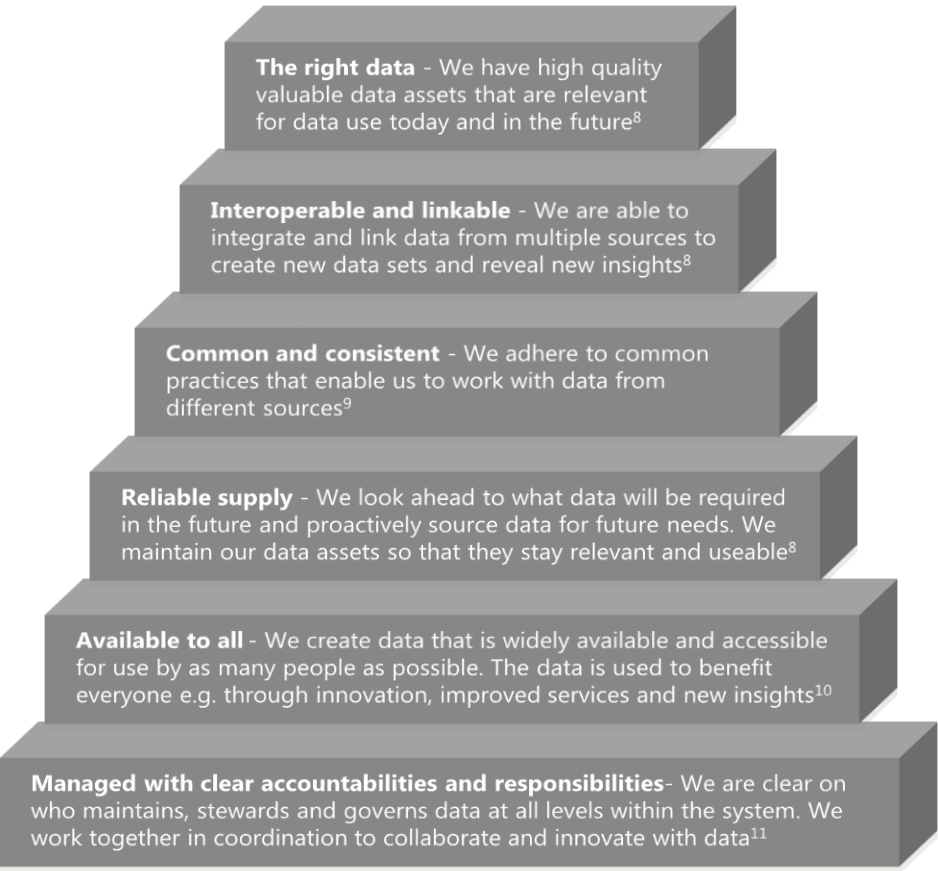 The right data - We have high quality
valuable data assets that are relevant
for data use today and in the future⁸
Interoperable and linkable - We are able to
integrate and link data from multiple sources to
create new data sets and reveal new insights⁸
Common and consistent - We adhere to common
practices that enable us to work with data from
different sources⁹
Reliable supply - We look ahead to what data will be required
in the future and proactively source data for future needs. We
maintain our data assets so that they stay relevant and useable⁸
Available to all - We create data that is widely available and accessible
for use by as many people as possible. The data is used to benefit
everyone e.g. through innovation, improved services and new insights¹⁰
Managed with clear accountabilities and responsibilities- We are clear on
who maintains, stewards and governs data at all levels within the system. We
work together in coordination to collaborate and innovate with data¹¹